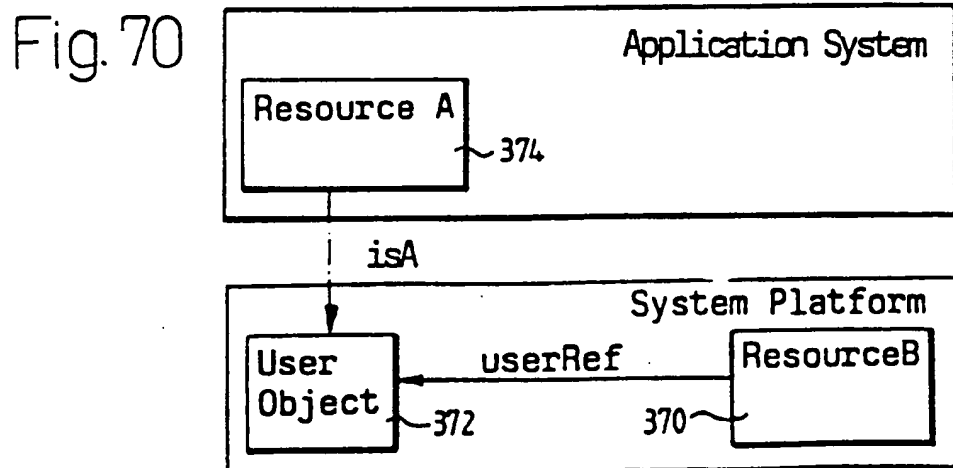 Fig. 70
Application System
Resource A
374
isA
System Platform
User
Object
372
userRef
ResourceB
370